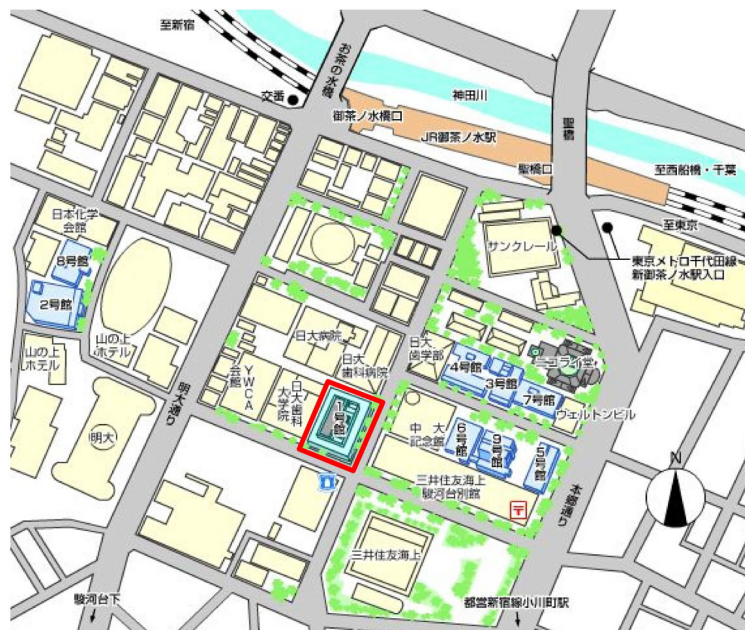 至新宿
お茶の水橋
交番
御茶ノ水橋口
神田川
JR御茶ノ水駅
聖橋
聖橋口
至西船橋・千葉
至東京
東京メトロ千代田線
新御茶ノ水駅入口
サンクレール
日本化学
会館
8号館
2号館
山の上
ホテル
山の上
ホテル
明大
明大通り
日大病院
日大
歯科病院
YWCA
会館
日大歯科
大学院
1号館
日大
歯学部
4号館
3号館
7号館
ニコライ堂
ウェルトンビル
中大
記念館
6号館
9号館
5号館
三井住友海上
駿河台別館
〒
本郷通り
N
三井住友海上
駿河台下
都営新宿線小川町駅